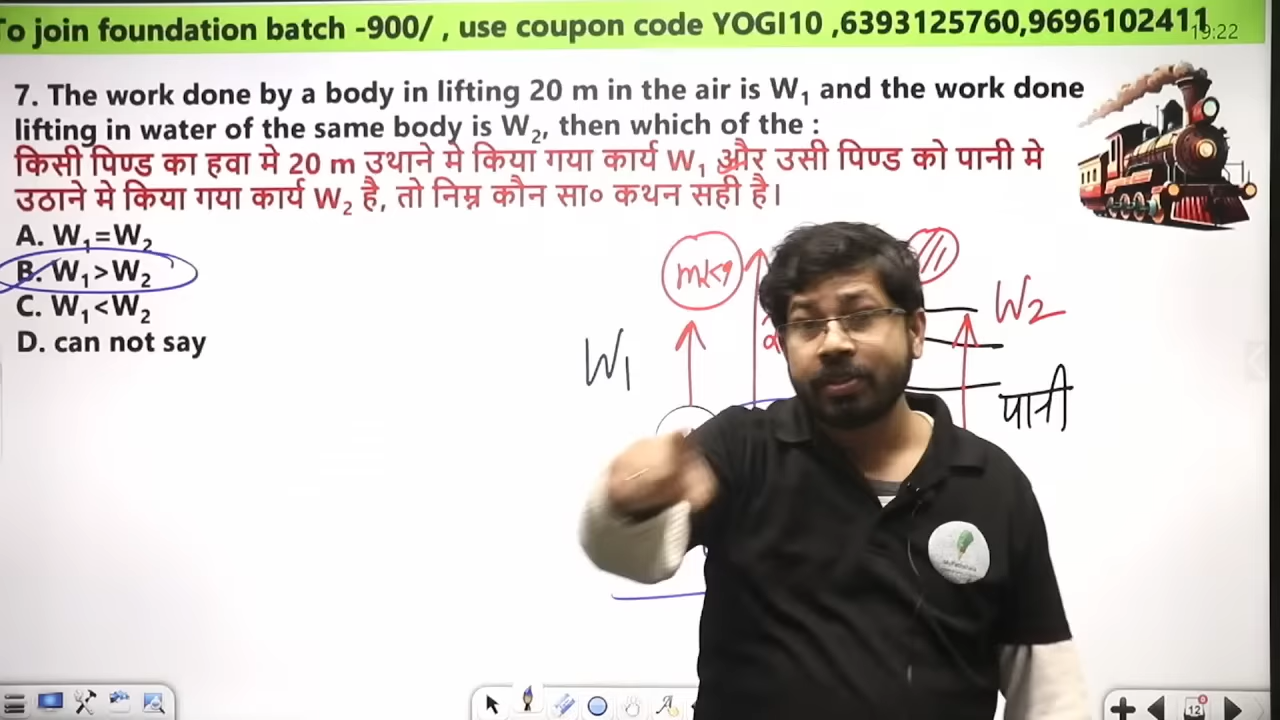 To join foundation batch -900/ , use coupon code YOGI10 ,6393125760,9696102411
19:22
7. The work done by a body in lifting 20 m in the air is W₁ and the work done
lifting in water of the same body is W₂, then which of the :
किसी पिण्ड का हवा मे 20 m उथाने मे किया गया कार्य W₁ और उसी पिण्ड को पानी मे
उठाने मे किया गया कार्य W₂ है, तो निम्न कौन सा० कथन सही है।
A. W₁=W₂
B. W₁>W₂
C. W₁<W₂
D. can not say
W₁
W2
पानी
12